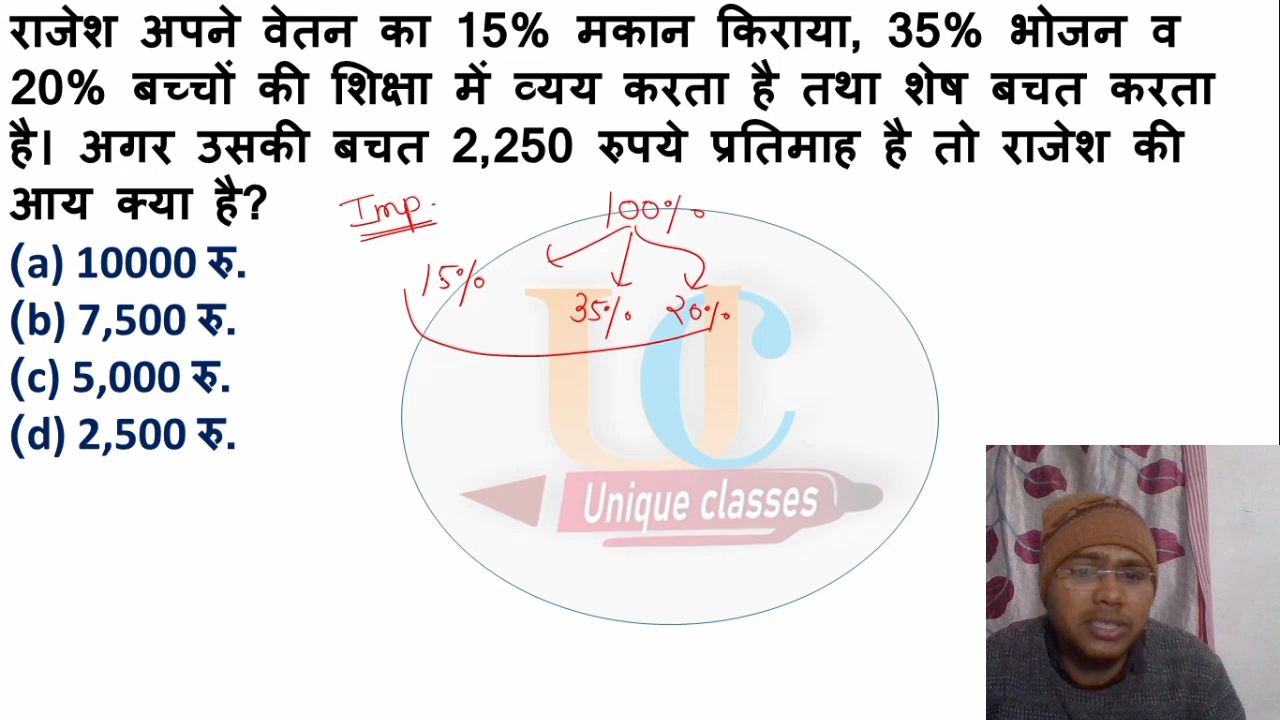 राजेश अपने वेतन का 15% मकान किराया, 35% भोजन व
20% बच्चों की शिक्षा में व्यय करता है तथा शेष बचत करता
है। अगर उसकी बचत 2,250 रुपये प्रतिमाह है तो राजेश की
आय क्या है?
Imp.
100%
15%
35%
20%
(a) 10000 रु.
(b) 7,500 रु.
(c) 5,000 रु.
(d) 2,500 रु.
UC
Unique classes